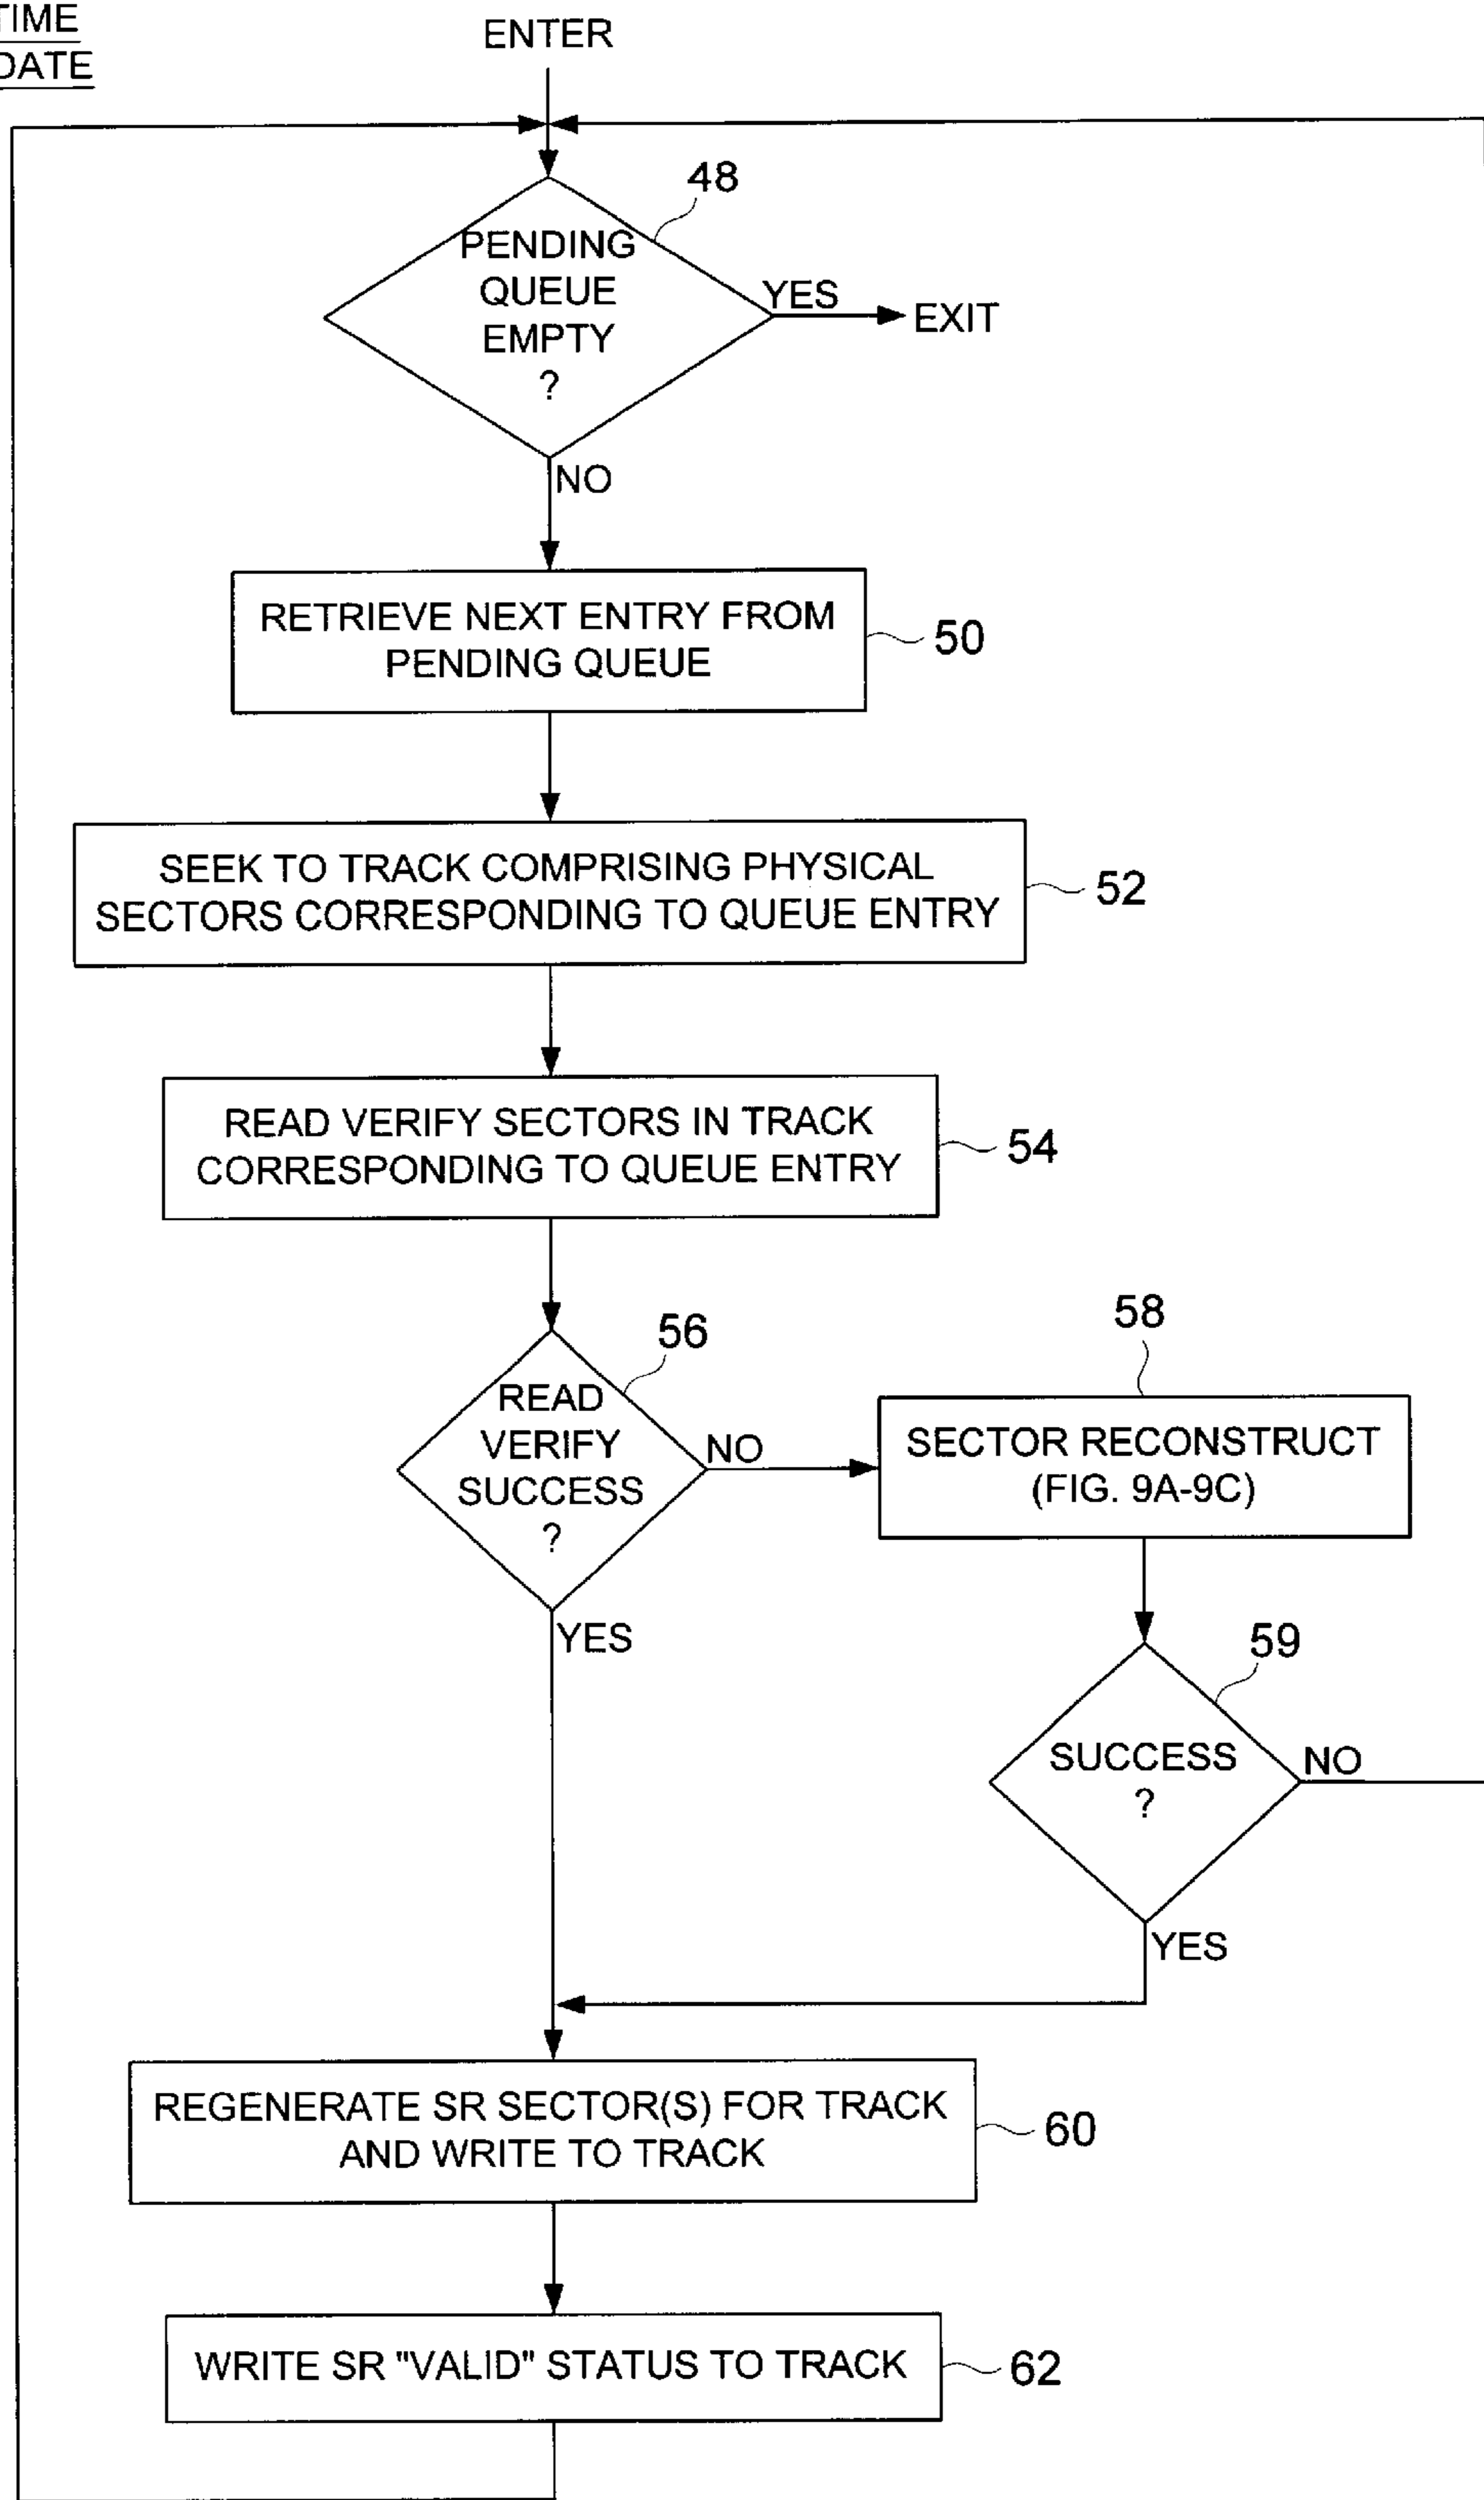 TIME
DATE
ENTER
48
PENDING
QUEUE
EMPTY
?
YES
EXIT
NO
RETRIEVE NEXT ENTRY FROM
PENDING QUEUE
50
SEEK TO TRACK COMPRISING PHYSICAL
SECTORS CORRESPONDING TO QUEUE ENTRY
52
READ VERIFY SECTORS IN TRACK
CORRESPONDING TO QUEUE ENTRY
54
56
READ
VERIFY
SUCCESS
?
NO
YES
58
SECTOR RECONSTRUCT
(FIG. 9A-9C)
59
SUCCESS
?
NO
YES
REGENERATE SR SECTOR(S) FOR TRACK
AND WRITE TO TRACK
60
WRITE SR "VALID" STATUS TO TRACK
62